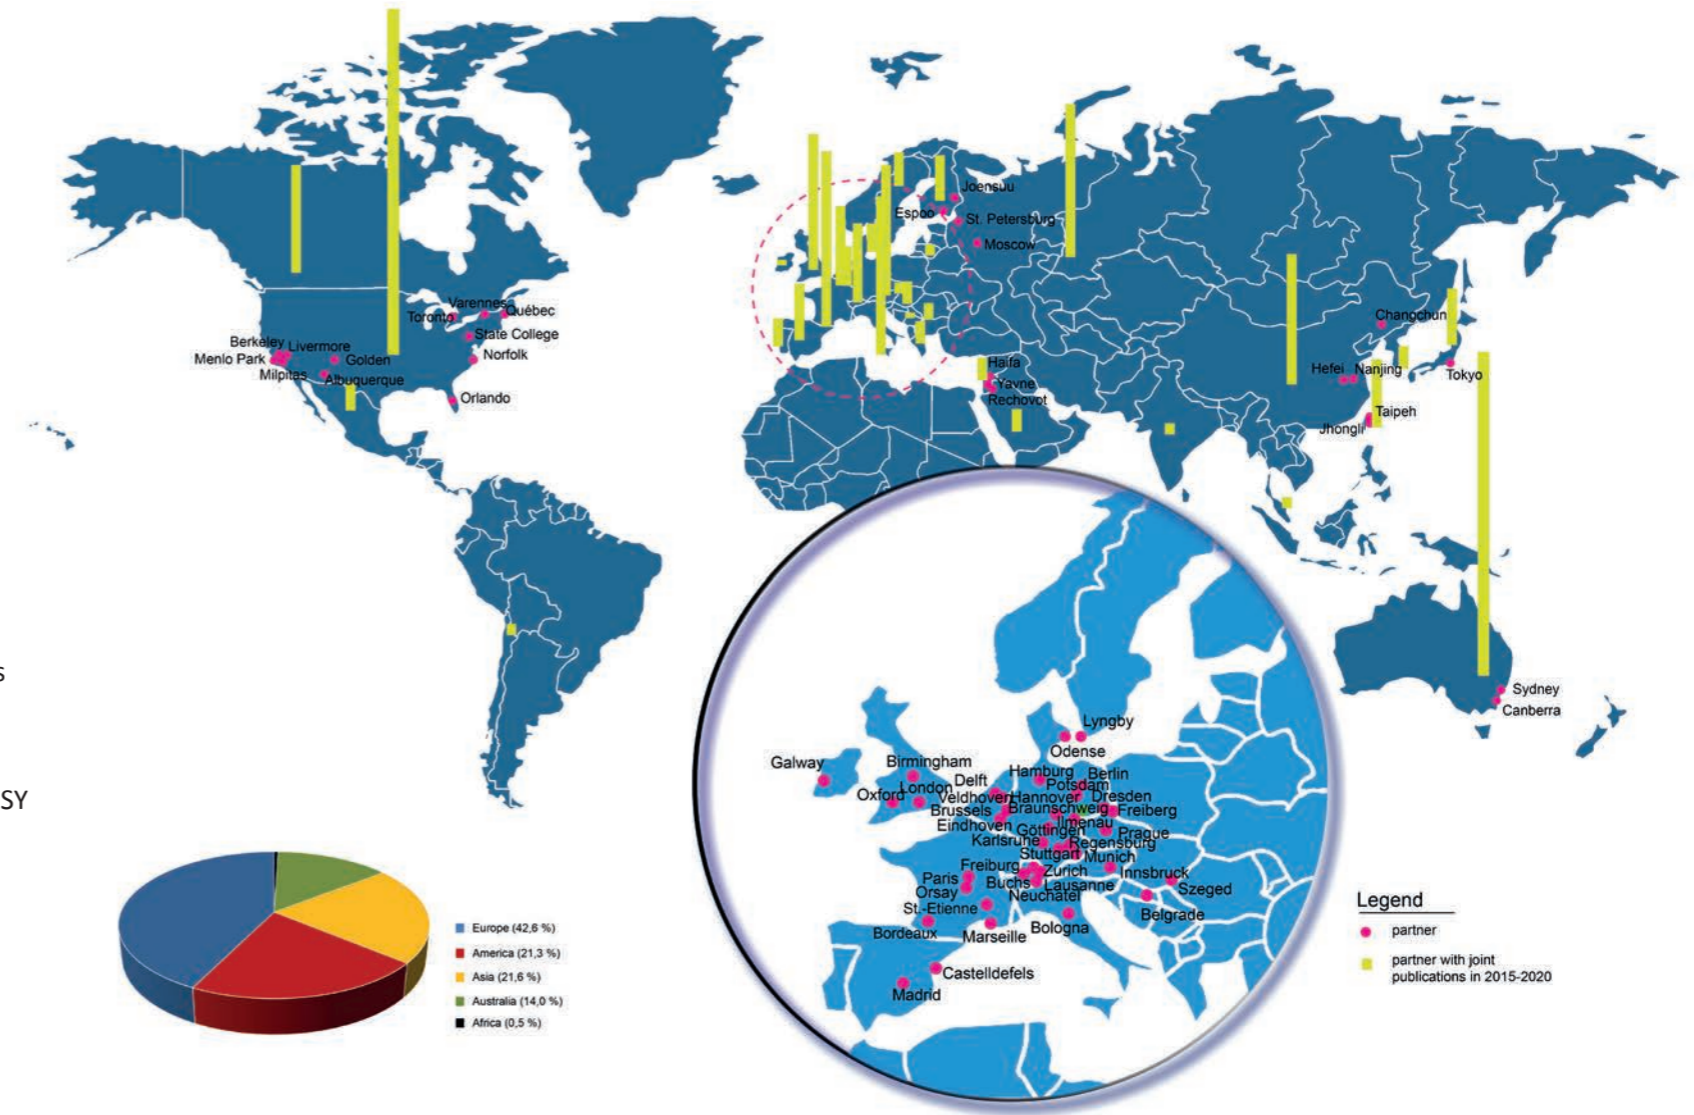 Joensuu
Espoo
St. Petersburg
Moscow
Varennes
Québec
Toronto
State College
Berkeley
Livermore
Norfolk
Menlo Park
Golden
Milpitas
Albuquerque
Orlando
Haifa
Yavne
Rechovot
Changchun
Hefei
Nanjing
Tokyo
Taipeh
Jhongli
Sydney
Canberra
s
SY
Lyngby
Odense
Galway
Birmingham
Delft
Hamburg
Berlin
Potsdam
Oxford
London
Veldhoven
Hannover
Dresden
Brussels
Braunschweig
Freiberg
Eindhoven
Ilmenau
Göttingen
Prague
Karlsruhe
Regensburg
Stuttgart
Munich
Freiburg
Zürich
Innsbruck
Paris
Buchs
Lausanne
Szeged
Orsay
Neuchatel
St.-Etienne
Belgrade
Bordeaux
Marseille
Bologna
Castelldefels
Madrid
Europe (42,6 %)
America (21,3 %)
Asia (21,6 %)
Australia (14,0 %)
Africa (0,5 %)
Legend
partner
partner with joint
publications in 2015-2020